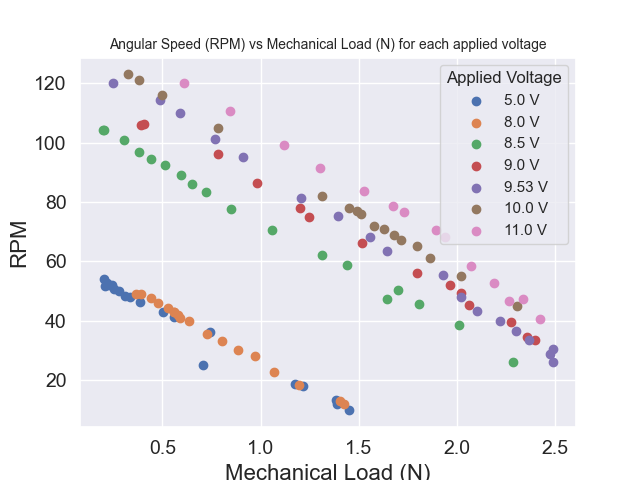 Angular Speed (RPM) vs Mechanical Load (N) for each applied voltage
Applied Voltage
5.0 V
8.0 V
8.5 V
9.0 V
9.53 V
10.0 V
11.0 V
120
100
80
60
40
20
RPM
0.5
1.0
1.5
2.0
2.5
Mechanical Load (N)